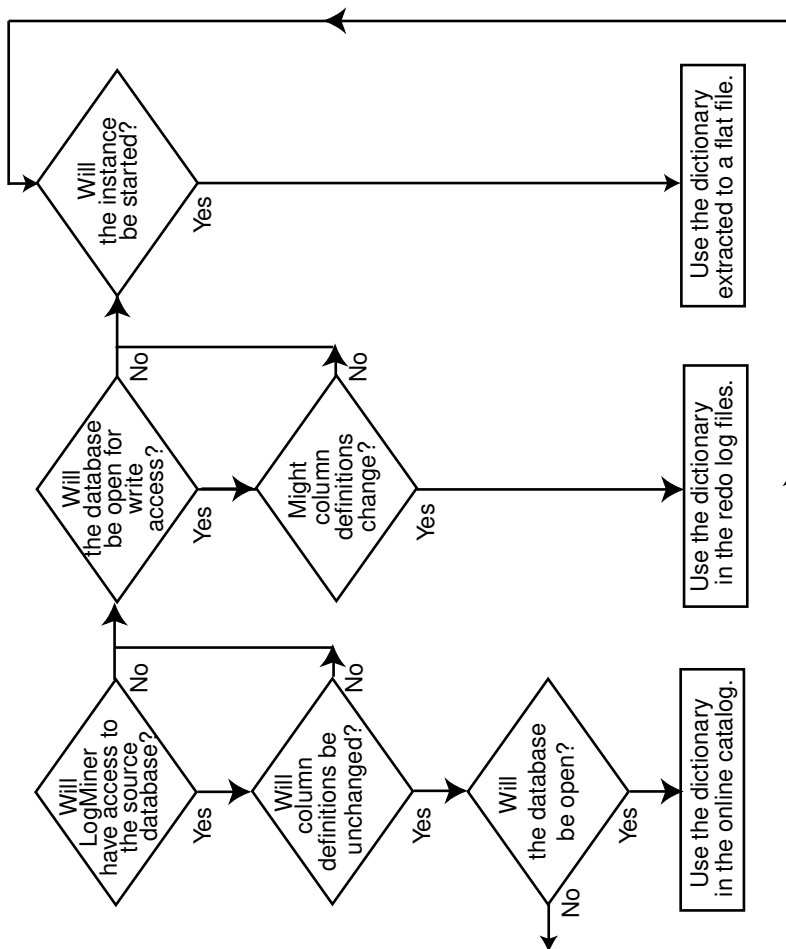 Will
LogMiner
have access to
the source
database?
No
Yes
Will
column
definitions be
unchanged?
No
Yes
Will
the database
be open?
No
Yes
Use the dictionary
in the online catalog.
Will
the database
be open for
write
access?
No
Yes
Might
column
definitions
change?
No
Yes
Use the dictionary
in the redo log files.
Will
the instance
be started?
Yes
Use the dictionary
extracted to a flat file.